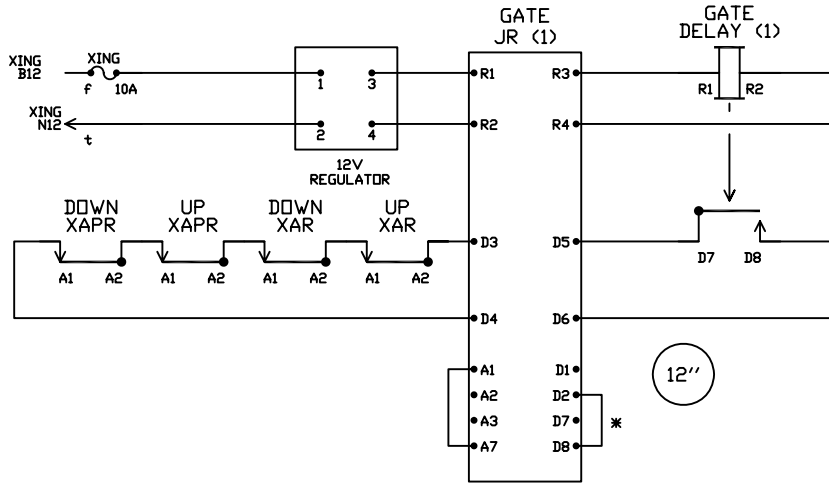 GATE
JR (1)
GATE
DELAY (1)
XING
B12
XING
f
10A
1
3
R1
R3
R1
R2
XING
N12
t
2
4
R2
R4
12V
REGULATOR
DOWN
XAPR
UP
XAPR
DOWN
XAR
UP
XAR
D3
D5
A1
A2
A1
A2
A1
A2
A1
A2
D7
D8
D4
D6
A1
D1
12''
A2
D2
A3
D7
*
A7
D8